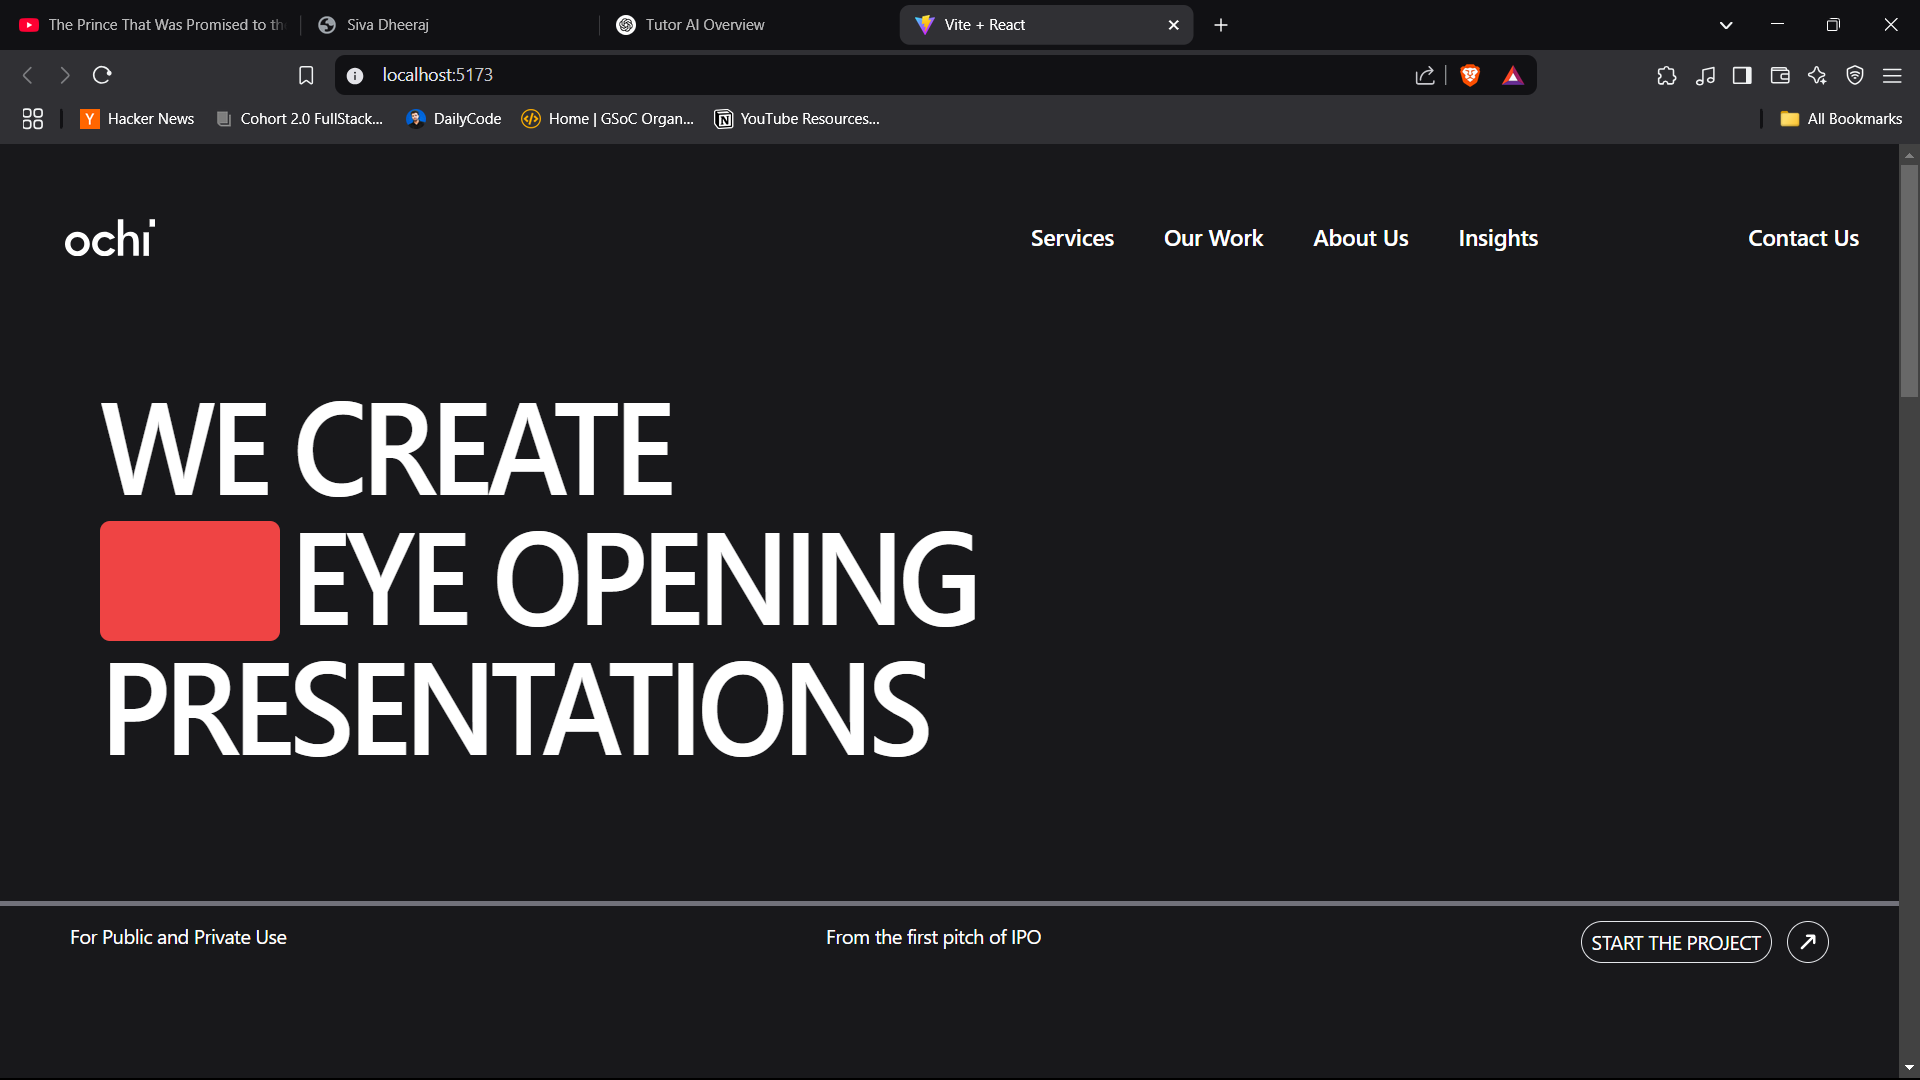 The Prince That Was Promised to th
Siva Dheeraj
Tutor AI Overview
Vite + React
localhost:5173
Hacker News
Cohort 2.0 FullStack...
DailyCode
Home | GSoC Organ...
YouTube Resources...
All Bookmarks
ochi
Services
Our Work
About Us
Insights
Contact Us
WE CREATE
EYE OPENING
PRESENTATIONS
For Public and Private Use
From the first pitch of IPO
START THE PROJECT